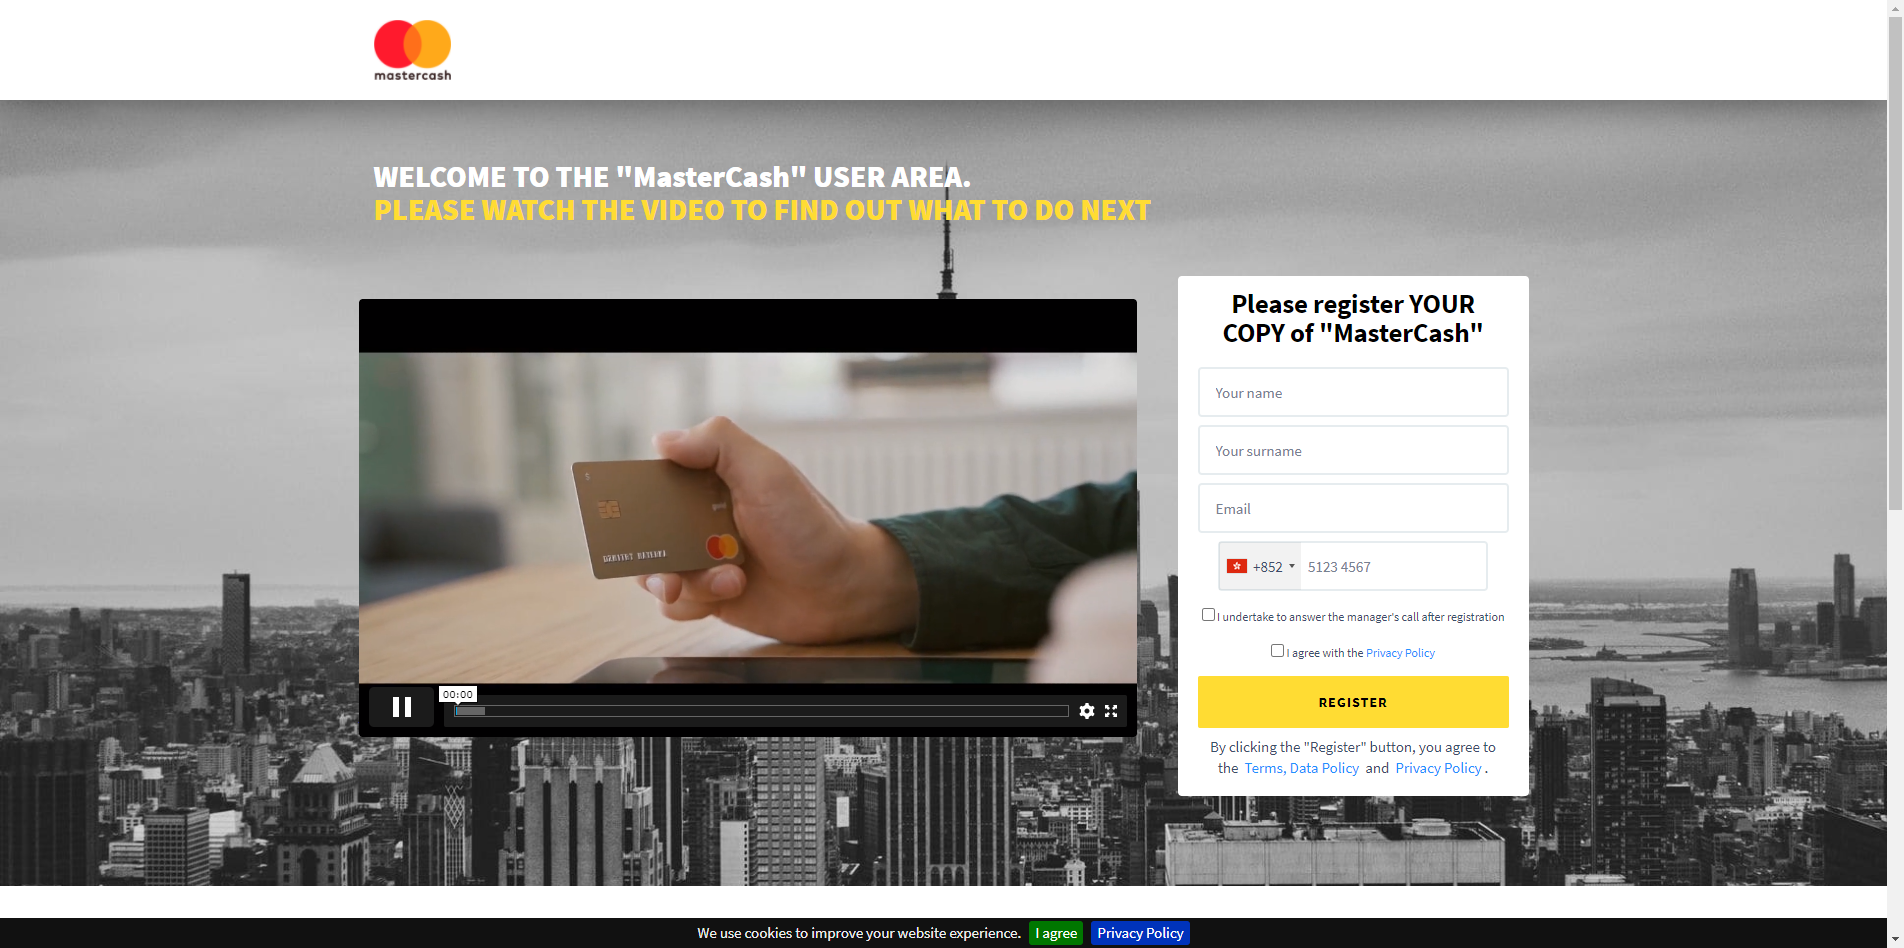 mastercash
WELCOME TO THE "MasterCash" USER AREA.
PLEASE WATCH THE VIDEO TO FIND OUT WHAT TO DO NEXT
00:00
Please register YOUR
COPY of "MasterCash"
Your name
Your surname
Email
+852 5123 4567
I undertake to answer the manager's call after registration
I agree with the Privacy Policy
REGISTER
By clicking the "Register" button, you agree to
the Terms, Data Policy and Privacy Policy .
We use cookies to improve your website experience. I agree Privacy Policy